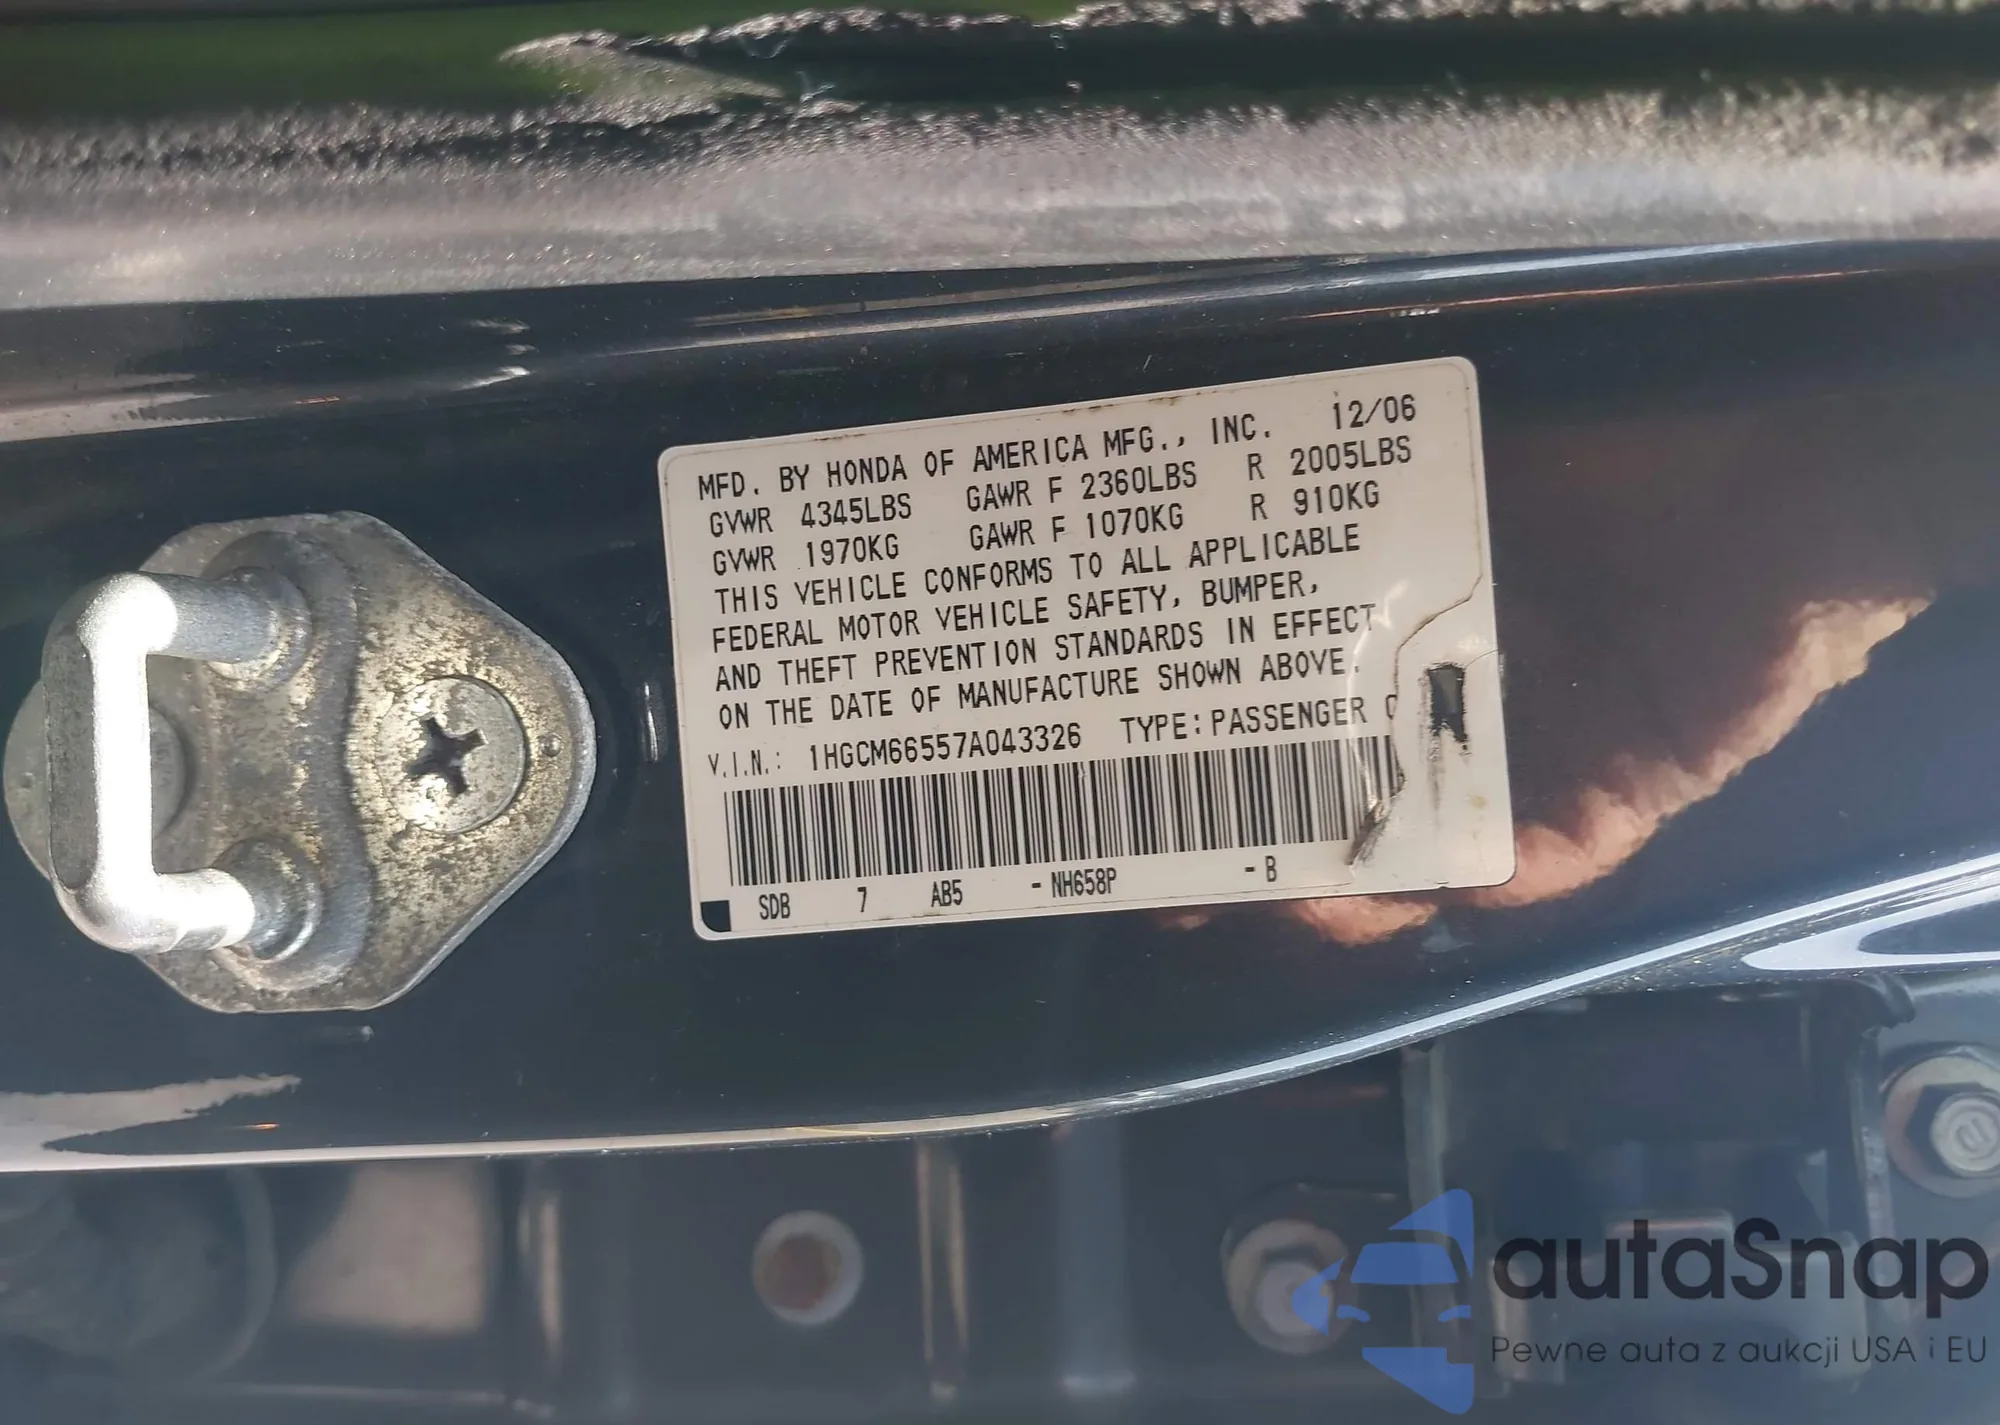 MFD. BY HONDA OF AMERICA MFG., INC. 12/06
GVWR 4345LBS GAWR F 2360LBS R 2005LBS
GVWR 1970KG GAWR F 1070KG R 910KG
THIS VEHICLE CONFORMS TO ALL APPLICABLE
FEDERAL MOTOR VEHICLE SAFETY, BUMPER,
AND THEFT PREVENTION STANDARDS IN EFFECT
ON THE DATE OF MANUFACTURE SHOWN ABOVE.
V.I.N.: 1HGCM66557A043326 TYPE: PASSENGER
SDB 7 AB5 - NH658P - B
autaSnap
Pewne auta z aukcji USA i EU